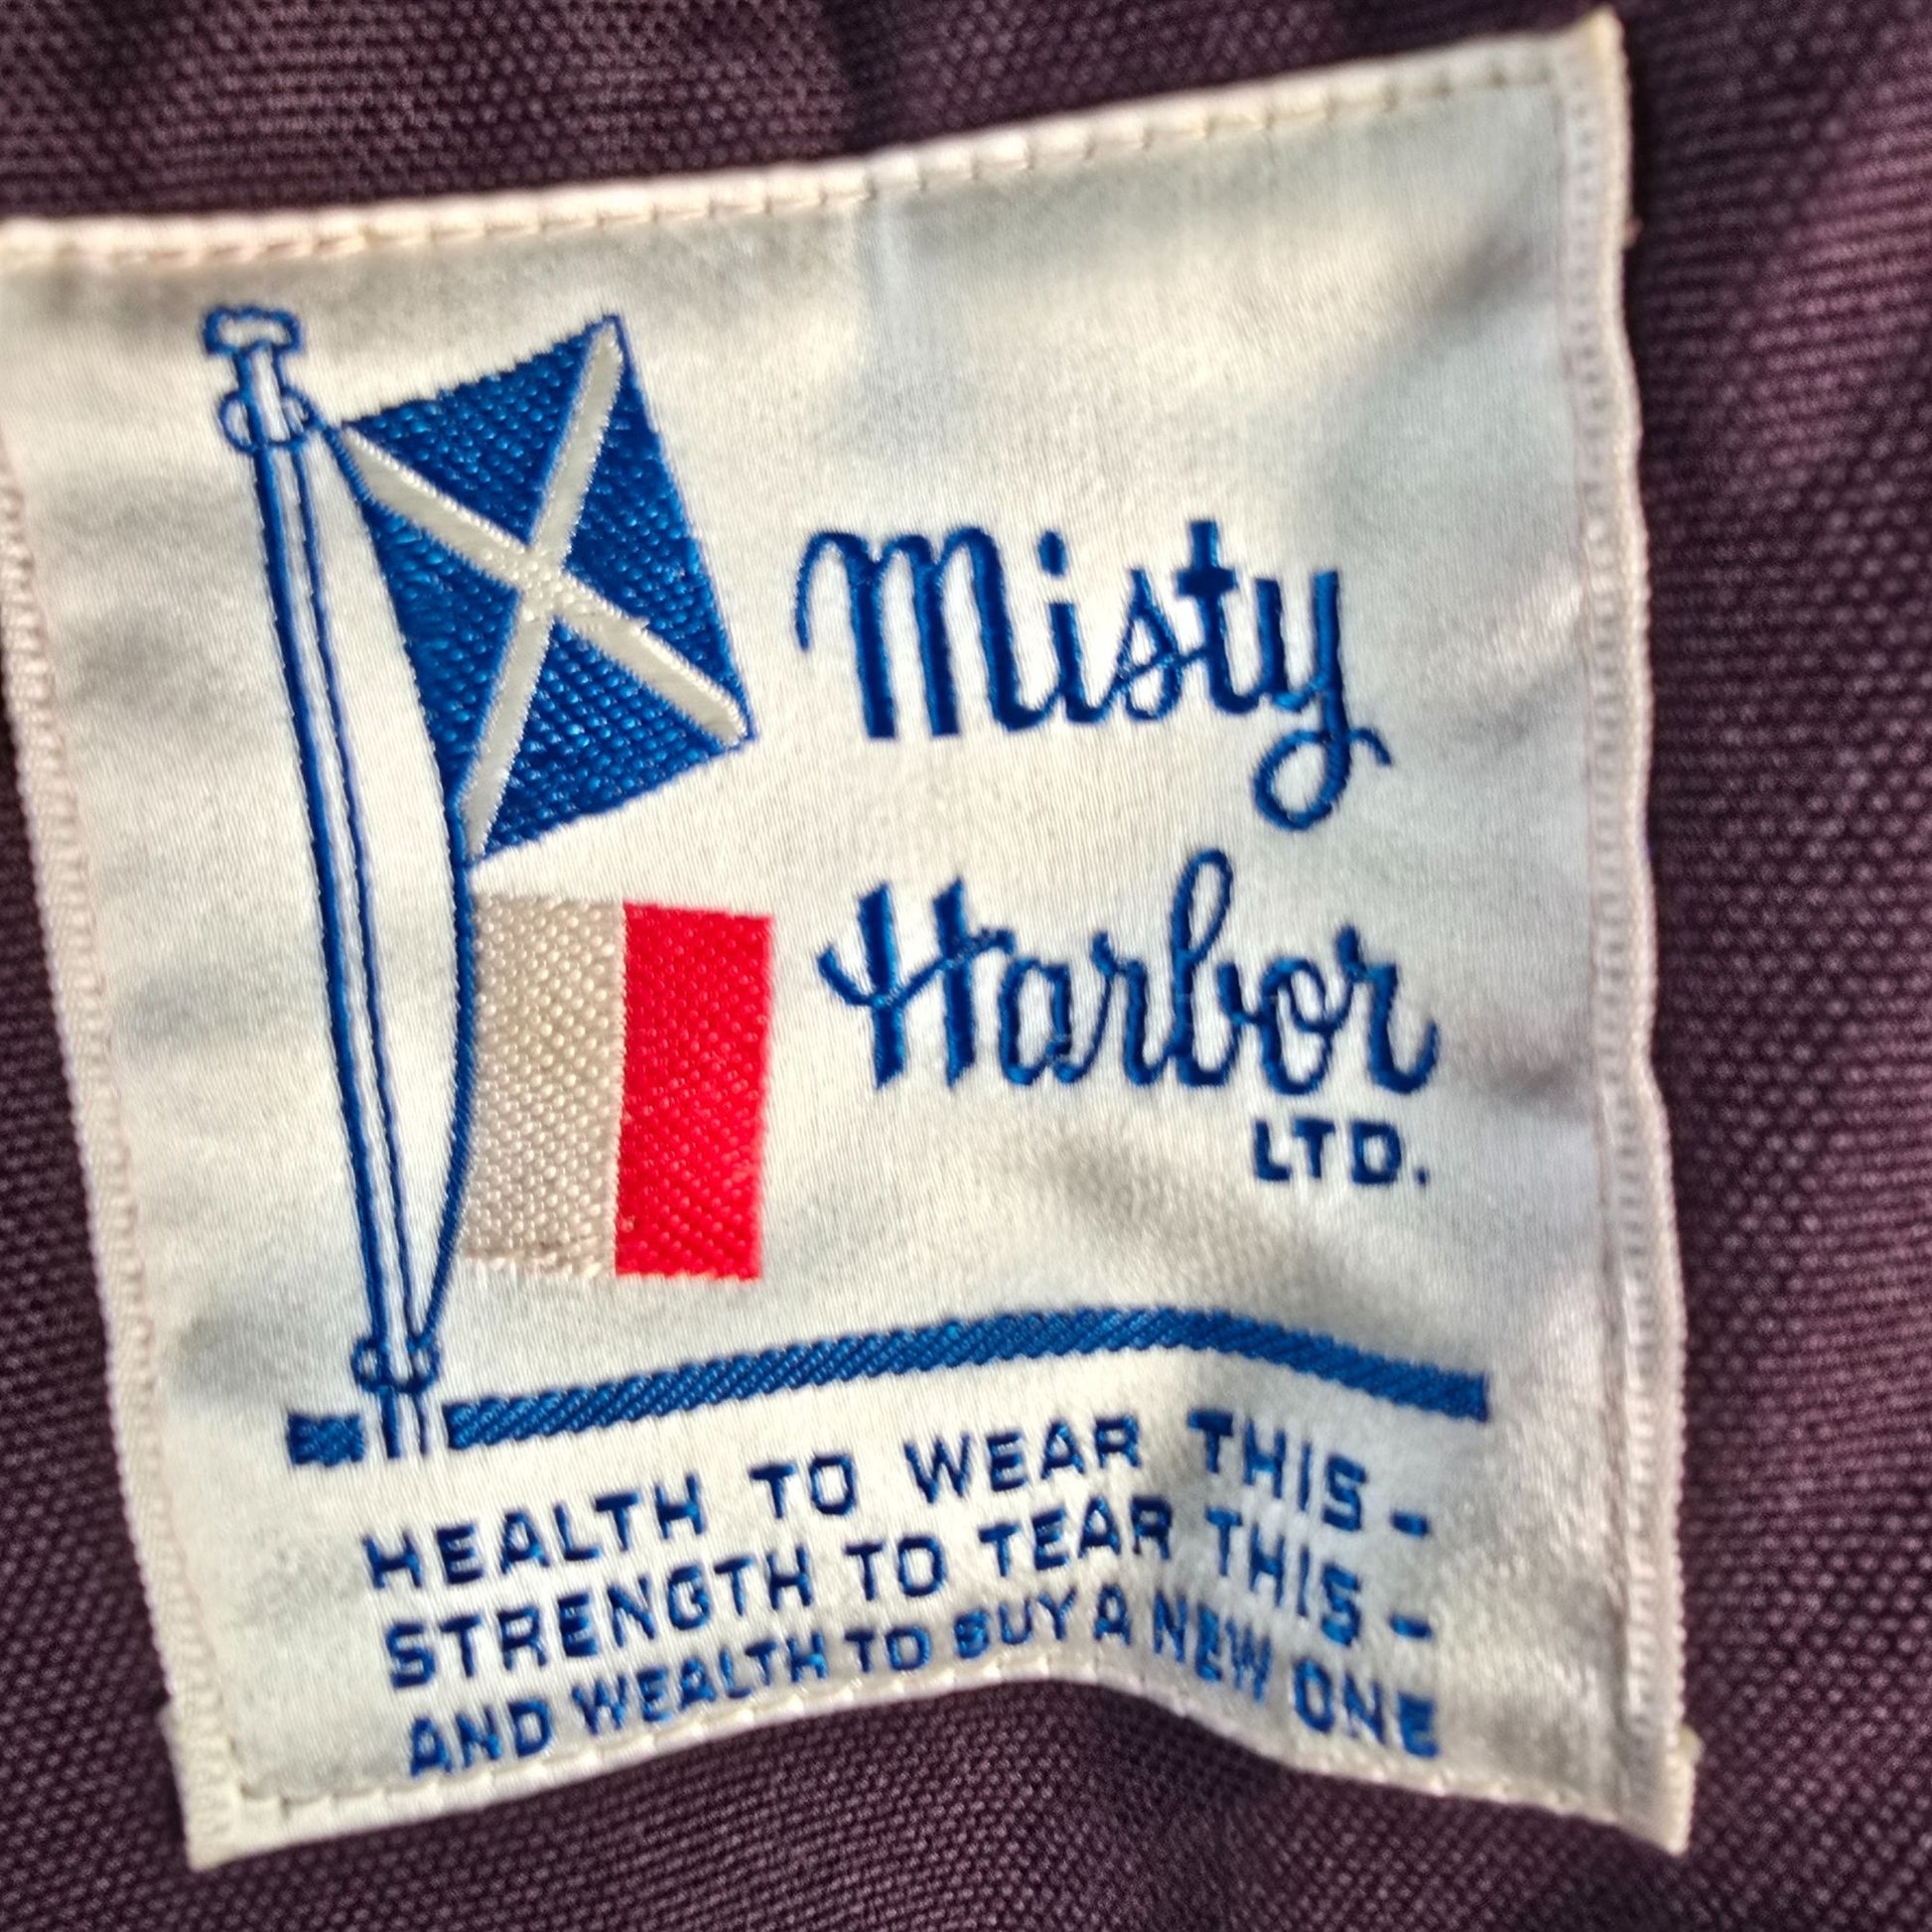 Misty
Harbor
LTD.
HEALTH TO WEAR THIS -
STRENGTH TO TEAR THIS -
AND WEALTH TO BUY A NEW ONE